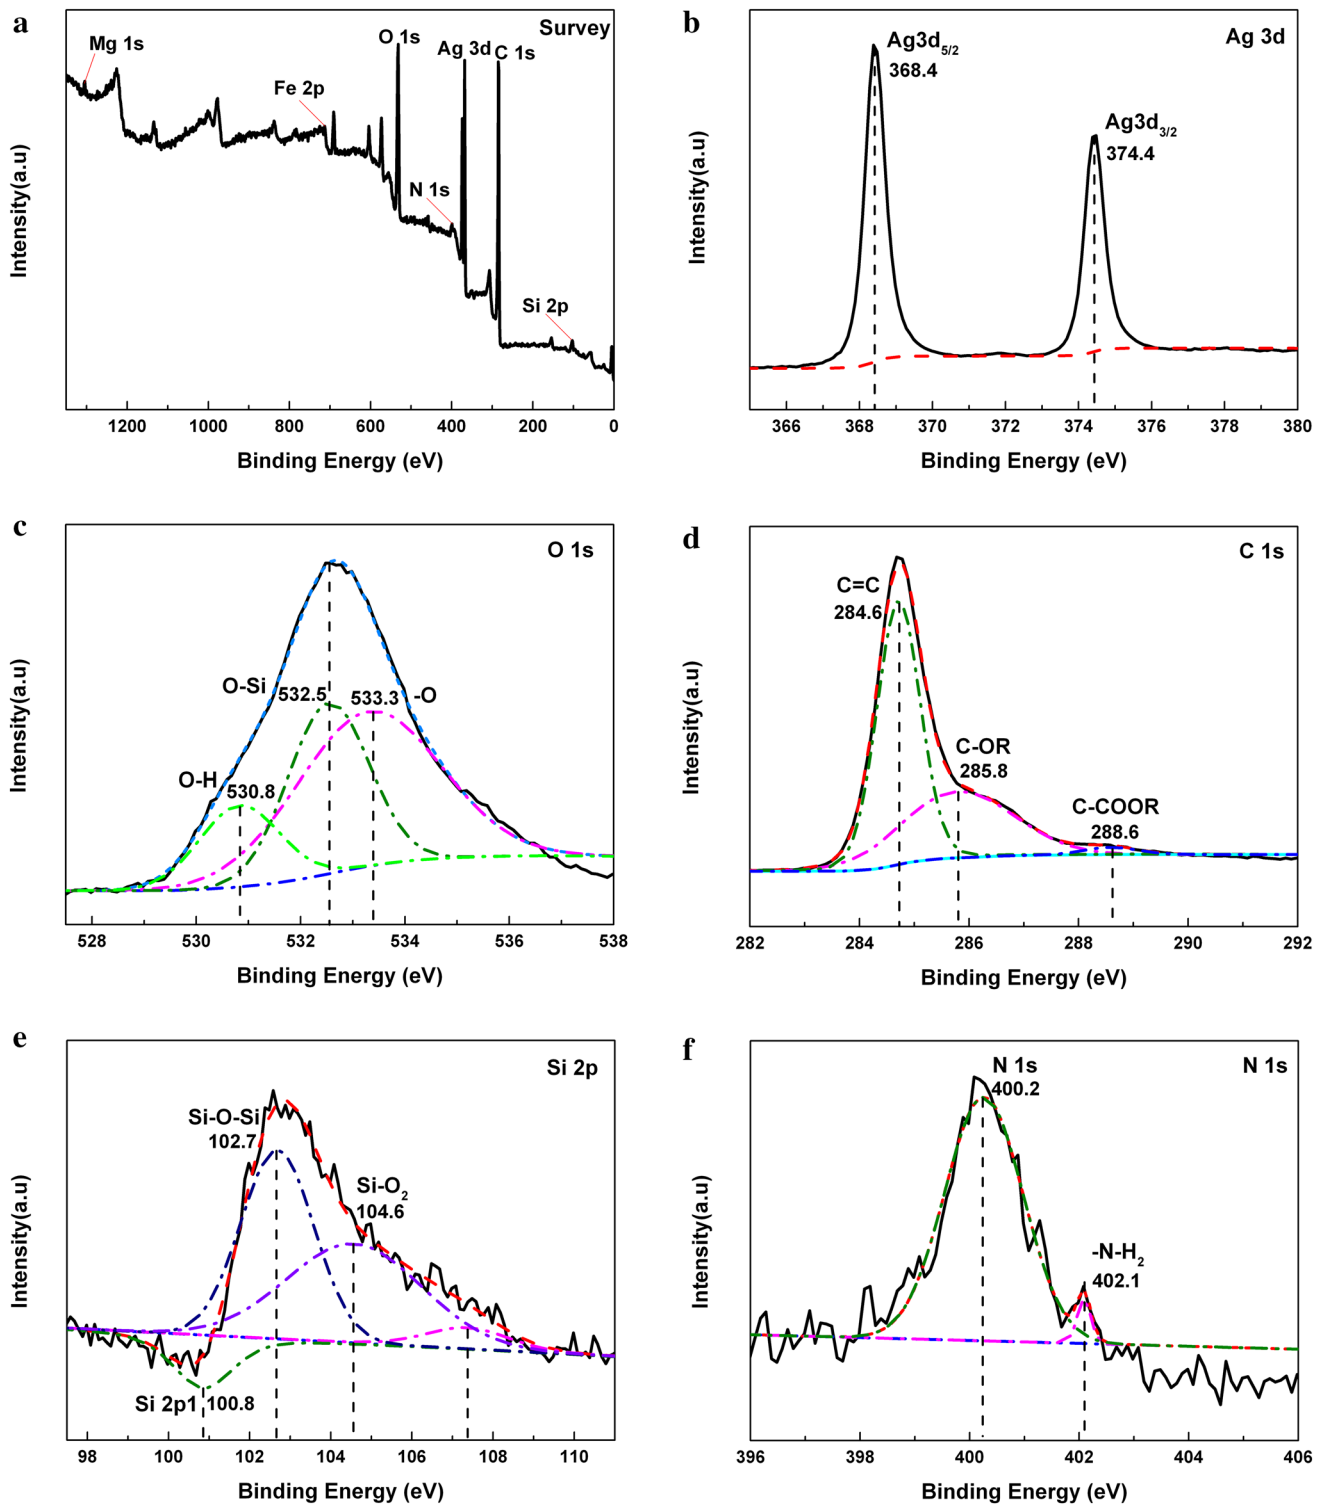 a
Survey
Mg 1s
O 1s
Ag 3d
C 1s
Fe 2p
N 1s
Si 2p
Intensity(a.u)
1200 1000 800 600 400 200 0
Binding Energy (eV)
b
Ag 3d
Ag3d5/2
368.4
Ag3d3/2
374.4
Intensity(a.u)
366 368 370 372 374 376 378 380
Binding Energy (eV)
c
O 1s
O-Si
532.5
533.3
-O
O-H
530.8
Intensity(a.u)
528 530 532 534 536 538
Binding Energy (eV)
d
C 1s
C=C
284.6
C-OR
285.8
C-COOR
288.6
Intensity(a.u)
282 284 286 288 290 292
Binding Energy (eV)
e
Si 2p
Si-O-Si
102.7
Si-O2
104.6
Si 2p1 100.8
Intensity(a.u)
98 100 102 104 106 108 110
Binding Energy (eV)
f
N 1s
N 1s
400.2
-N-H2
402.1
Intensity(a.u)
396 398 400 402 404 406
Binding Energy (eV)